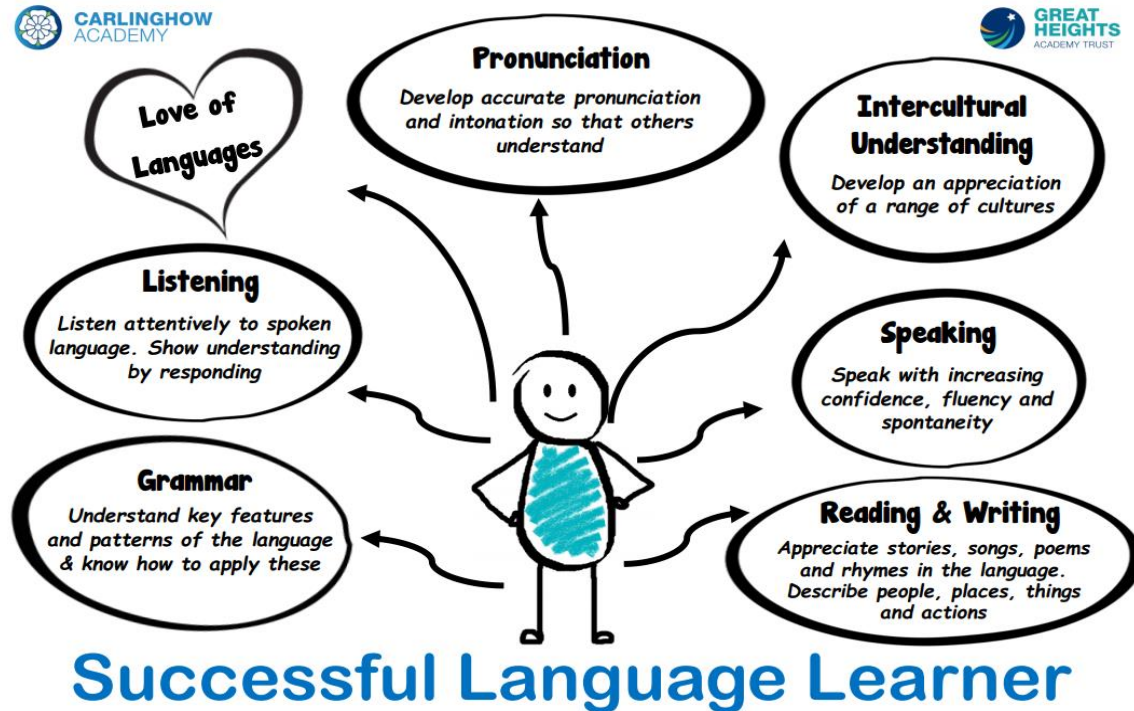 CARLINGHOW
ACADEMY
GREAT
HEIGHTS
ACADEMY TRUST
Love of
Languages
Pronunciation
Develop accurate pronunciation
and intonation so that others
understand
Intercultural
Understanding
Develop an appreciation
of a range of cultures
Listening
Listen attentively to spoken
language. Show understanding
by responding
Speaking
Speak with increasing
confidence, fluency and
spontaneity
Grammar
Understand key features
and patterns of the language
& know how to apply these
Reading & Writing
Appreciate stories, songs, poems
and rhymes in the language.
Describe people, places, things
and actions
Successful Language Learner